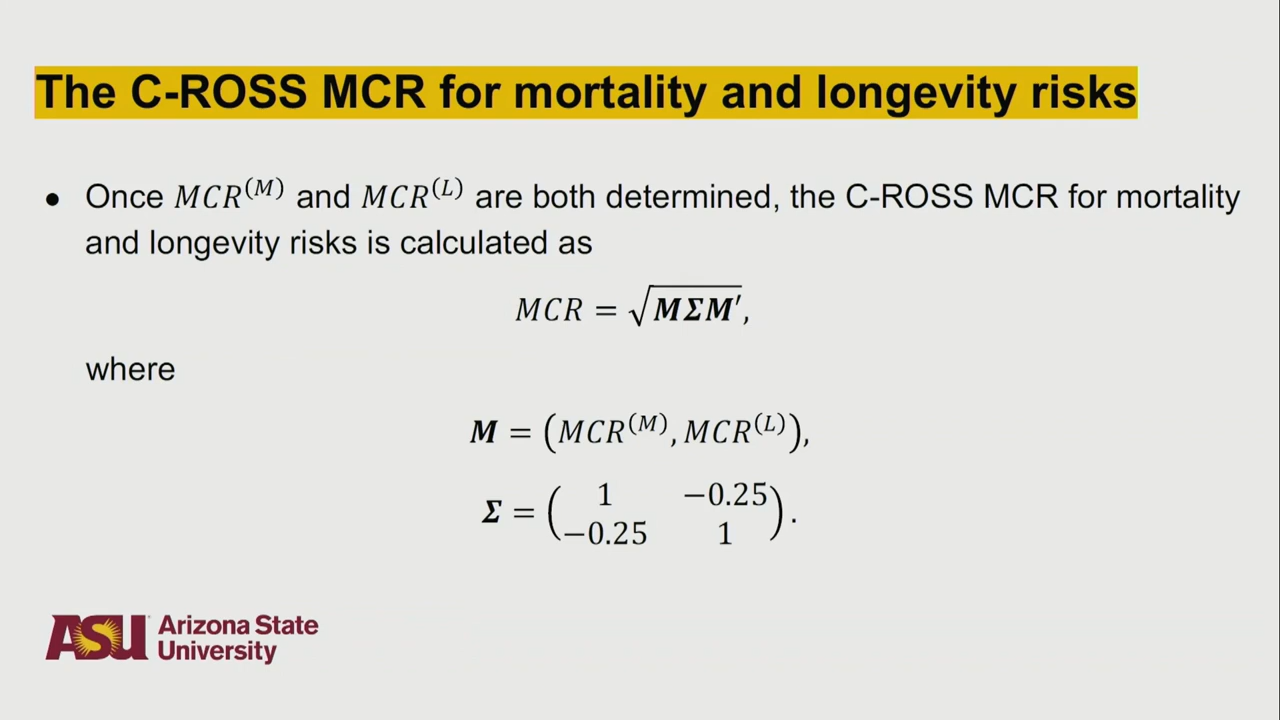 The C-ROSS MCR for mortality and longevity risks
● Once MCR^(M) and MCR^(L) are both determined, the C-ROSS MCR for mortality
and longevity risks is calculated as
MCR = √MΣM′,
where
M = (MCR^(M), MCR^(L)),
Σ = ( 1 −0.25
−0.25 1 ).
ASU Arizona State
University